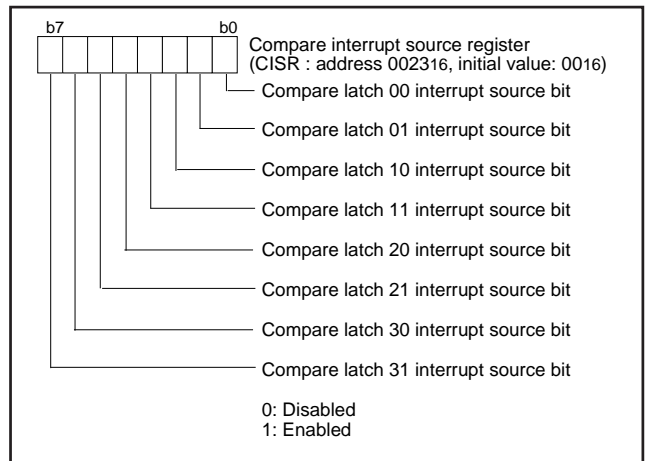 b7 b0
Compare interrupt source register
(CISR : address 002316, initial value: 0016)
Compare latch 00 interrupt source bit
Compare latch 01 interrupt source bit
Compare latch 10 interrupt source bit
Compare latch 11 interrupt source bit
Compare latch 20 interrupt source bit
Compare latch 21 interrupt source bit
Compare latch 30 interrupt source bit
Compare latch 31 interrupt source bit
0: Disabled
1: Enabled